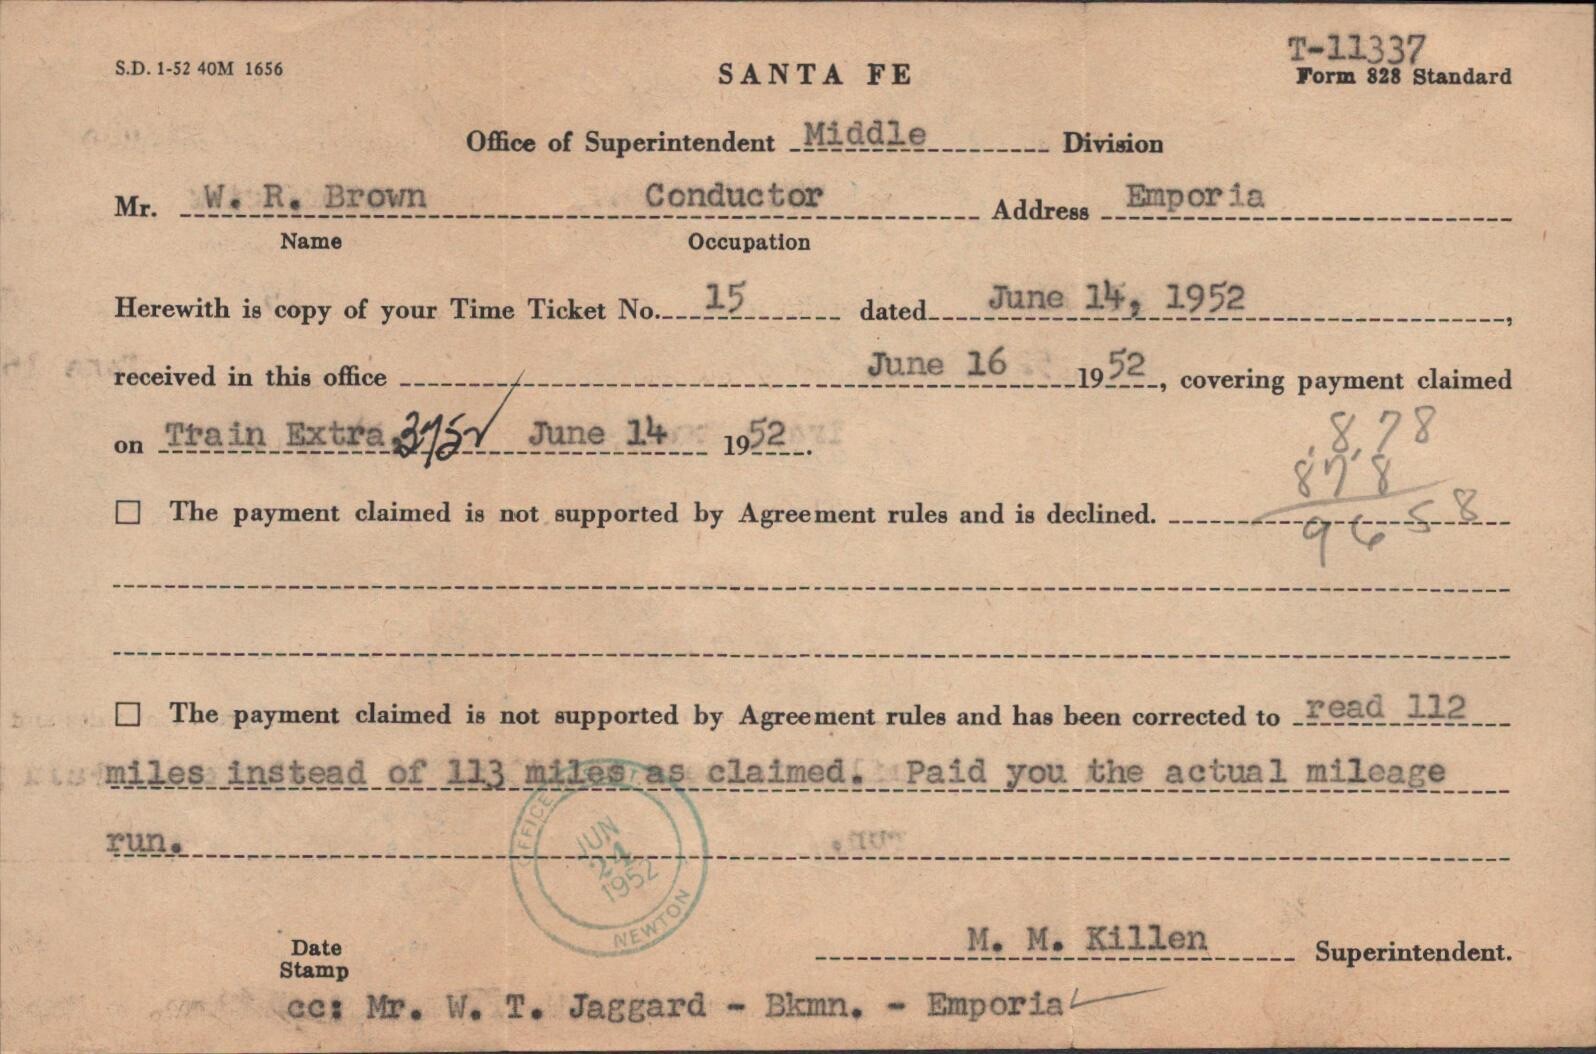 S.D. 1-52 40M 1656
T-11337
SANTA FE
Form 828 Standard
Office of Superintendent Middle Division
Mr. W. R. Brown Conductor Address Emporia
Name Occupation
Herewith is copy of your Time Ticket No. 15 dated June 14, 1952,
received in this office June 16 1952, covering payment claimed
on Train Extra, 375 June 14 1952.
.8,78
87,8
9658
☐ The payment claimed is not supported by Agreement rules and is declined.
☐ The payment claimed is not supported by Agreement rules and has been corrected to read 112
miles instead of 113 miles as claimed. Paid you the actual mileage
run.
OFFICE
JUN
24
1952
NEWTON
Date
Stamp
M. M. Killen Superintendent.
cc: Mr. W. T. Jaggard - Bkmn. - Emporia